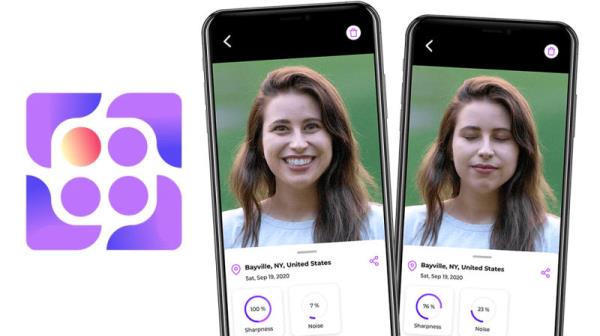 Bayville, NY, United States
Sat, Sep 19, 2020
100 %
7 %
Sharpness
Noise
Bayville, NY, United States
Sat, Sep 19, 2020
76 %
23 %
Sharpness
Noise